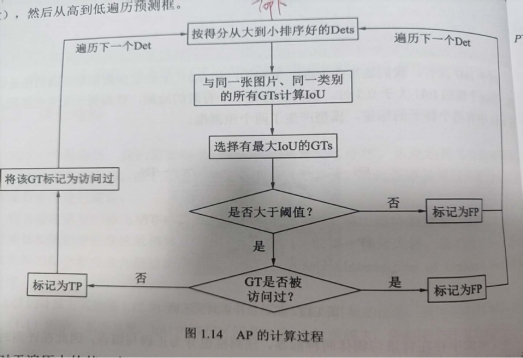 ），然后从高到低遍历预测框。
按得分从大到小排序好的Dets
遍历下一个Det
遍历下一个Det
与同一张图片、同一类别
的所有GTs计算IoU
选择有最大IoU的GTs
将该GT标记为访问过
是否大于阈值？
否
标记为FP
是
标记为TP
否
GT是否被
访问过？
是
标记为FP
图 1.14 AP 的计算过程